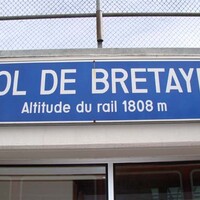 OL DE BRETAY
Altitude du rail 1808 m